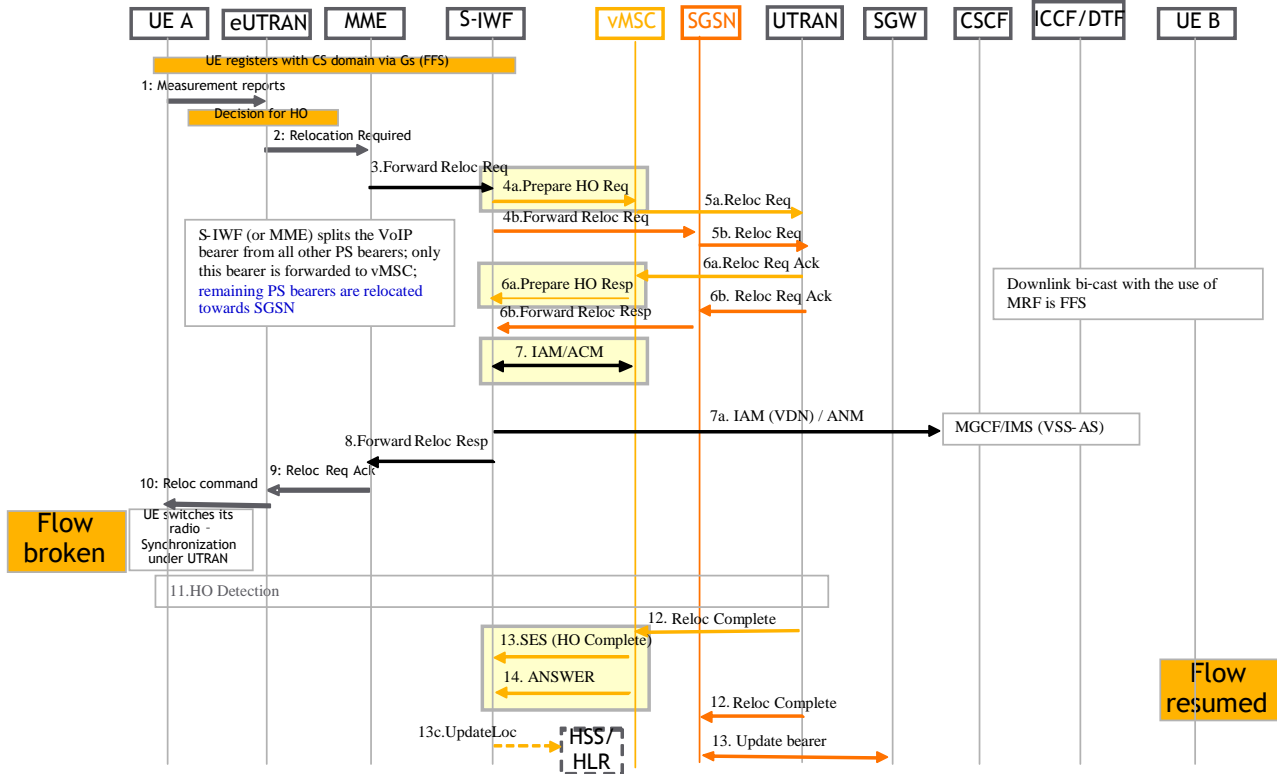 UE A
eUTRAN
MME
S-IWF
vMSC
SGSN
UTRAN
SGW
CSCF
ICCF/DTF
UE B
UE registers with CS domain via Gs (FFS)
1: Measurement reports
Decision for HO
2: Relocation Required
3.Forward Reloc Req
4a.Prepare HO Req
5a.Reloc Req
4b.Forward Reloc Req
5b. Reloc Req
S-IWF (or MME) splits the VoIP
bearer from all other PS bearers; only
this bearer is forwarded to vMSC;
remaining PS bearers are relocated
towards SGSN
6a.Reloc Req Ack
6a.Prepare HO Resp
6b. Reloc Req Ack
6b.Forward Reloc Resp
Downlink bi-cast with the use of
MRF is FFS
7. IAM/ACM
7a. IAM (VDN) / ANM
MGCF/IMS (VSS-AS)
8.Forward Reloc Resp
9: Reloc Req Ack
10: Reloc command
Flow
broken
UE switches its
radio -
Synchronization
under UTRAN
11.HO Detection
12. Reloc Complete
13.SES (HO Complete)
14. ANSWER
Flow
resumed
12. Reloc Complete
13c.UpdateLoc
HSS/
HLR
13. Update bearer